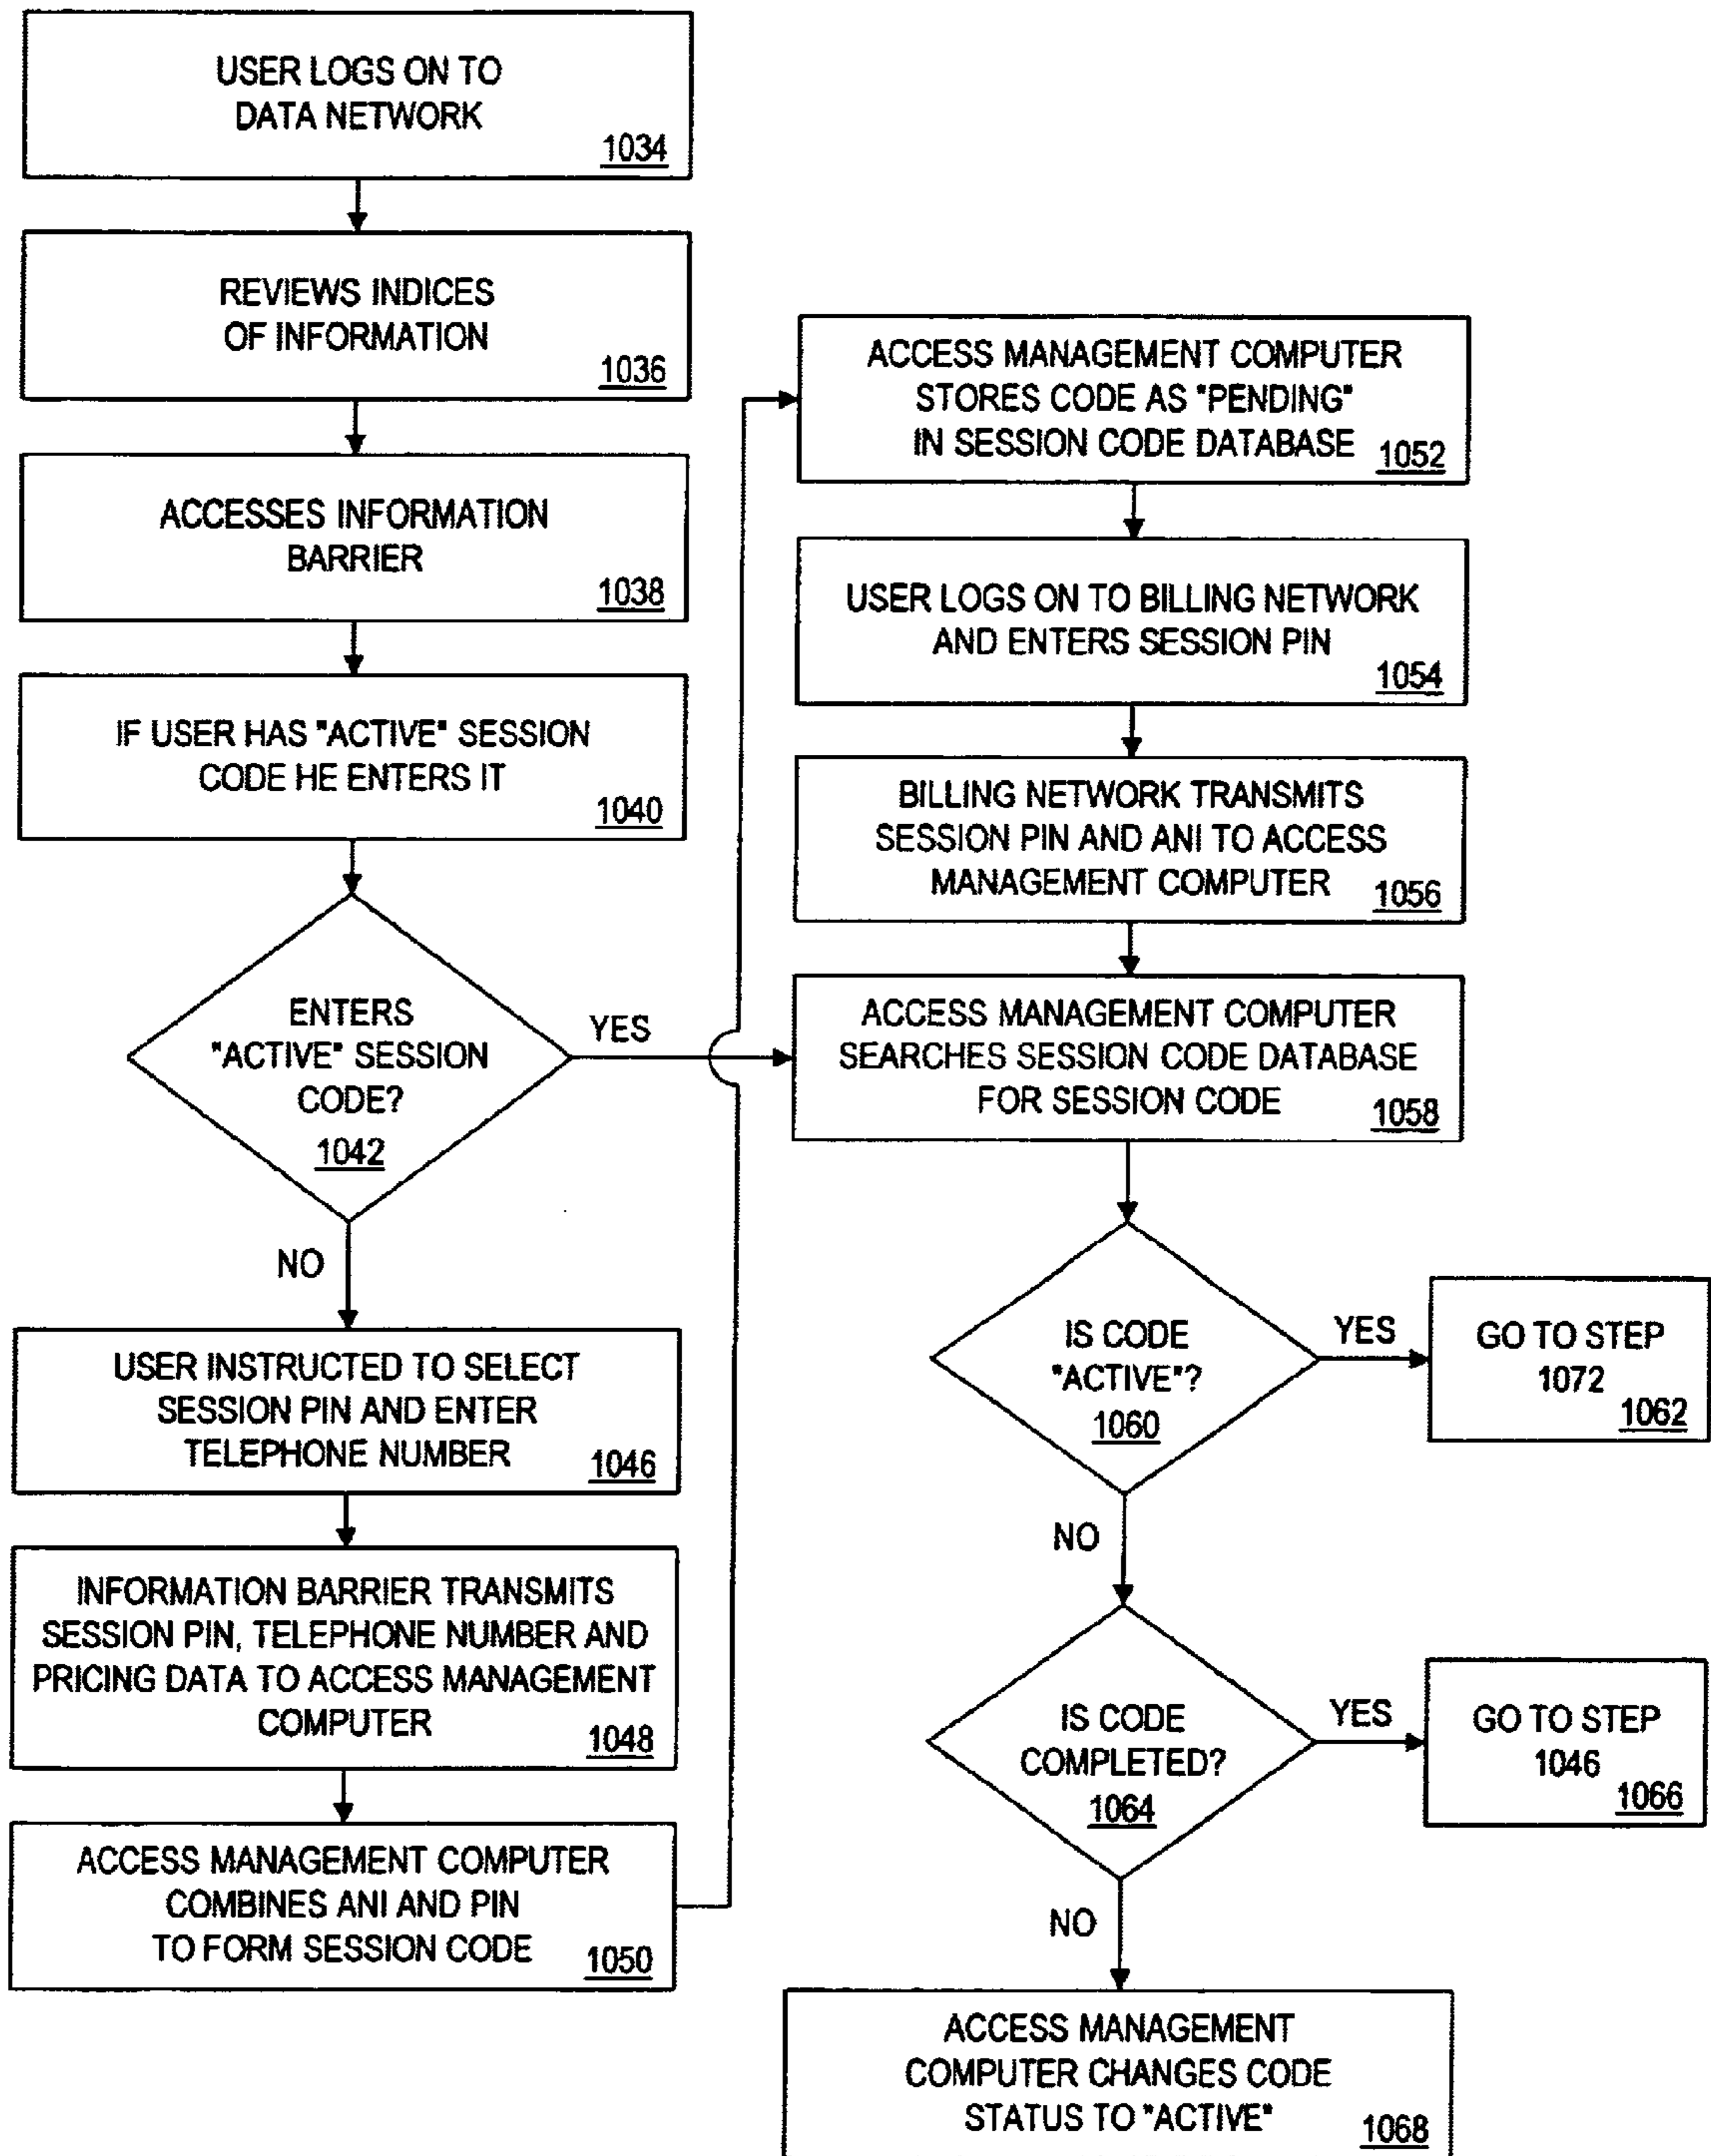 USER LOGS ON TO
DATA NETWORK
1034
REVIEWS INDICES
OF INFORMATION
1036
ACCESSES INFORMATION
BARRIER
1038
IF USER HAS "ACTIVE" SESSION
CODE HE ENTERS IT
1040
ENTERS
"ACTIVE" SESSION
CODE?
1042
YES
NO
USER INSTRUCTED TO SELECT
SESSION PIN AND ENTER
TELEPHONE NUMBER
1046
INFORMATION BARRIER TRANSMITS
SESSION PIN, TELEPHONE NUMBER AND
PRICING DATA TO ACCESS MANAGEMENT
COMPUTER
1048
ACCESS MANAGEMENT COMPUTER
COMBINES ANI AND PIN
TO FORM SESSION CODE
1050
ACCESS MANAGEMENT COMPUTER
STORES CODE AS "PENDING"
IN SESSION CODE DATABASE
1052
USER LOGS ON TO BILLING NETWORK
AND ENTERS SESSION PIN
1054
BILLING NETWORK TRANSMITS
SESSION PIN AND ANI TO ACCESS
MANAGEMENT COMPUTER
1056
ACCESS MANAGEMENT COMPUTER
SEARCHES SESSION CODE DATABASE
FOR SESSION CODE
1058
IS CODE
"ACTIVE"?
1060
YES
GO TO STEP
1072
1062
NO
IS CODE
COMPLETED?
1064
YES
GO TO STEP
1046
1066
NO
ACCESS MANAGEMENT
COMPUTER CHANGES CODE
STATUS TO "ACTIVE"
1068